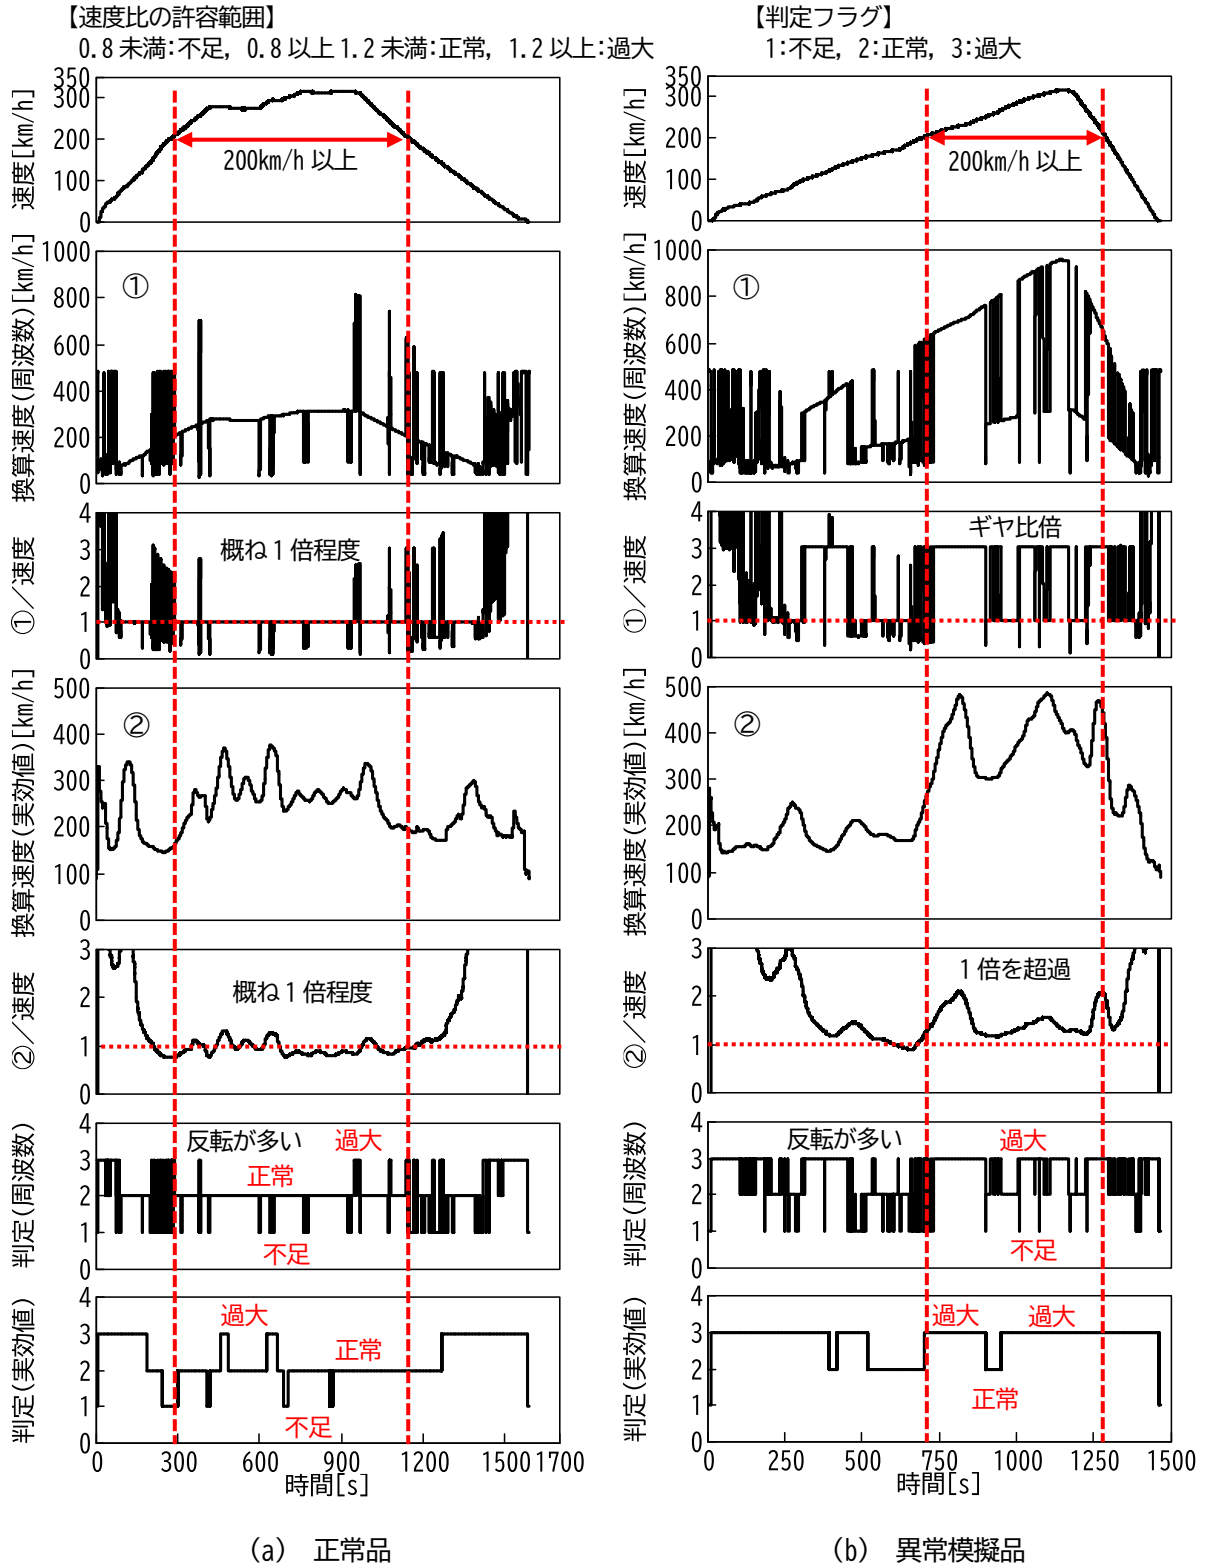 【速度比の許容範囲】
0.8 未満：不足，0.8 以上 1.2 未満：正常，1.2 以上：過大
【判定フラグ】
1：不足，2：正常，3：過大
速度[km/h]
350
300
200
100
0
200km/h 以上
換算速度(周波数)[km/h]
1000
800
600
400
200
0
①
①／速度
4
3
2
1
0
概ね 1 倍程度
換算速度(実効値)[km/h]
500
400
300
200
100
0
②
②／速度
3
2
1
0
概ね 1 倍程度
判定(周波数)
4
3
2
1
0
反転が多い
過大
正常
不足
判定(実効値)
4
3
2
1
0
過大
正常
不足
0 300 600 900 1200 1500 1700
時間[s]
(a) 正常品
速度[km/h]
350
300
200
100
0
200km/h 以上
換算速度(周波数)[km/h]
1000
800
600
400
200
0
①
①／速度
4
3
2
1
0
ギヤ比倍
換算速度(実効値)[km/h]
500
400
300
200
100
0
②
②／速度
3
2
1
0
1 倍を超過
判定(周波数)
4
3
2
1
0
反転が多い
過大
不足
判定(実効値)
4
3
2
1
0
過大
過大
正常
0 250 500 750 1000 1250 1500
時間[s]
(b) 異常模擬品